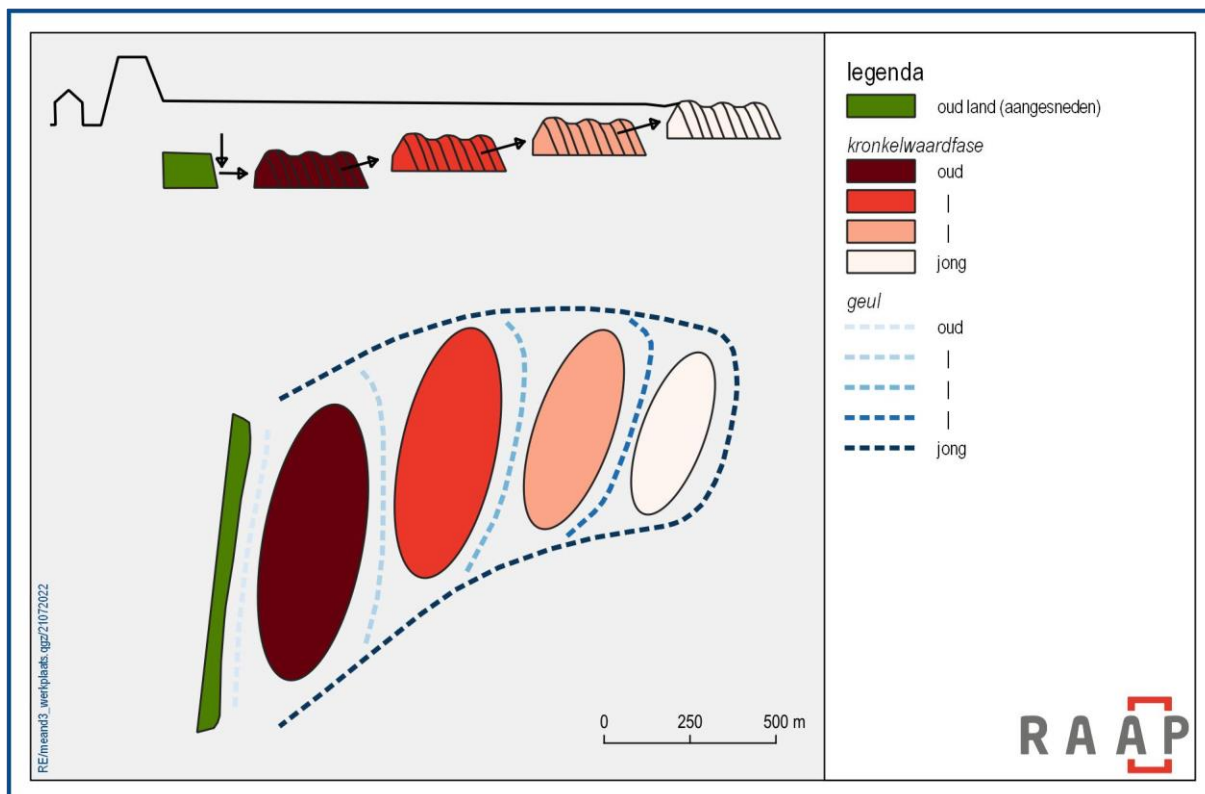 legenda
oud land (aangesneden)
kronkelwaardfase
oud
|
|
jong
geul
oud
|
|
|
jong
0 250 500 m
RE/meand3_werkplaats.qgz/21072022
RAAP